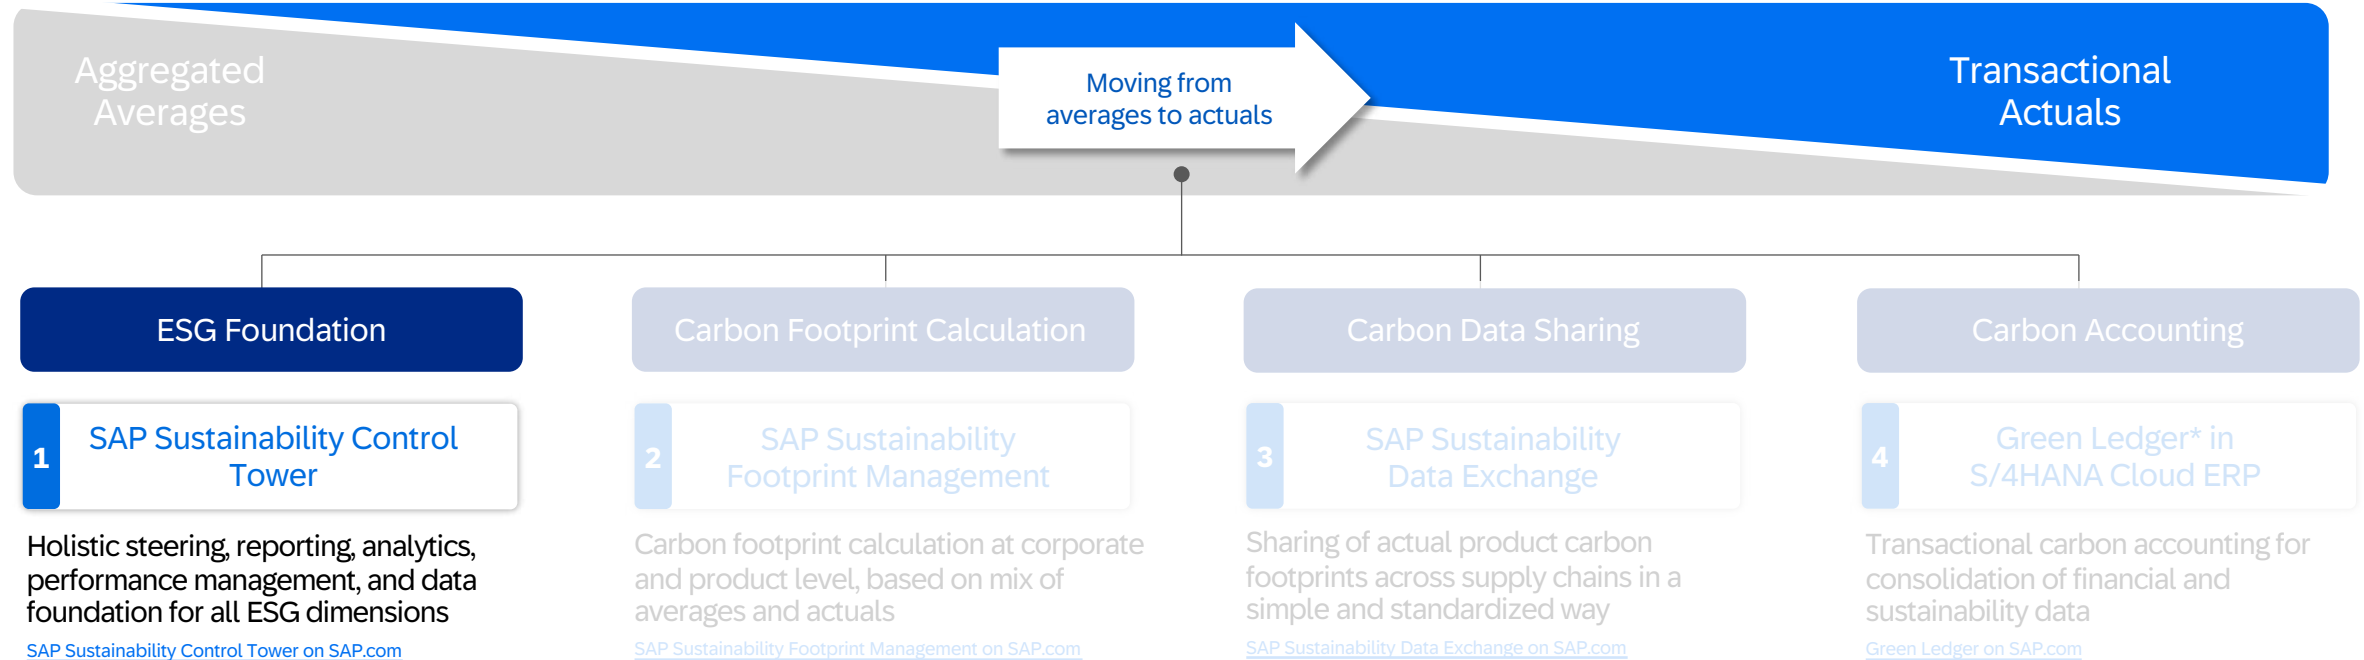 Aggregated
Averages
Moving from
averages to actuals
Transactional
Actuals
ESG Foundation
1
SAP Sustainability Control
Tower
Holistic steering, reporting, analytics,
performance management, and data
foundation for all ESG dimensions
SAP Sustainability Control Tower on SAP.com
Carbon Footprint Calculation
2
SAP Sustainability
Footprint Management
Carbon footprint calculation at corporate
and product level, based on mix of
averages and actuals
SAP Sustainability Footprint Management on SAP.com
Carbon Data Sharing
3
SAP Sustainability
Data Exchange
Sharing of actual product carbon
footprints across supply chains in a
simple and standardized way
SAP Sustainability Data Exchange on SAP.com
Carbon Accounting
4
Green Ledger* in
S/4HANA Cloud ERP
Transactional carbon accounting for
consolidation of financial and
sustainability data
Green Ledger on SAP.com